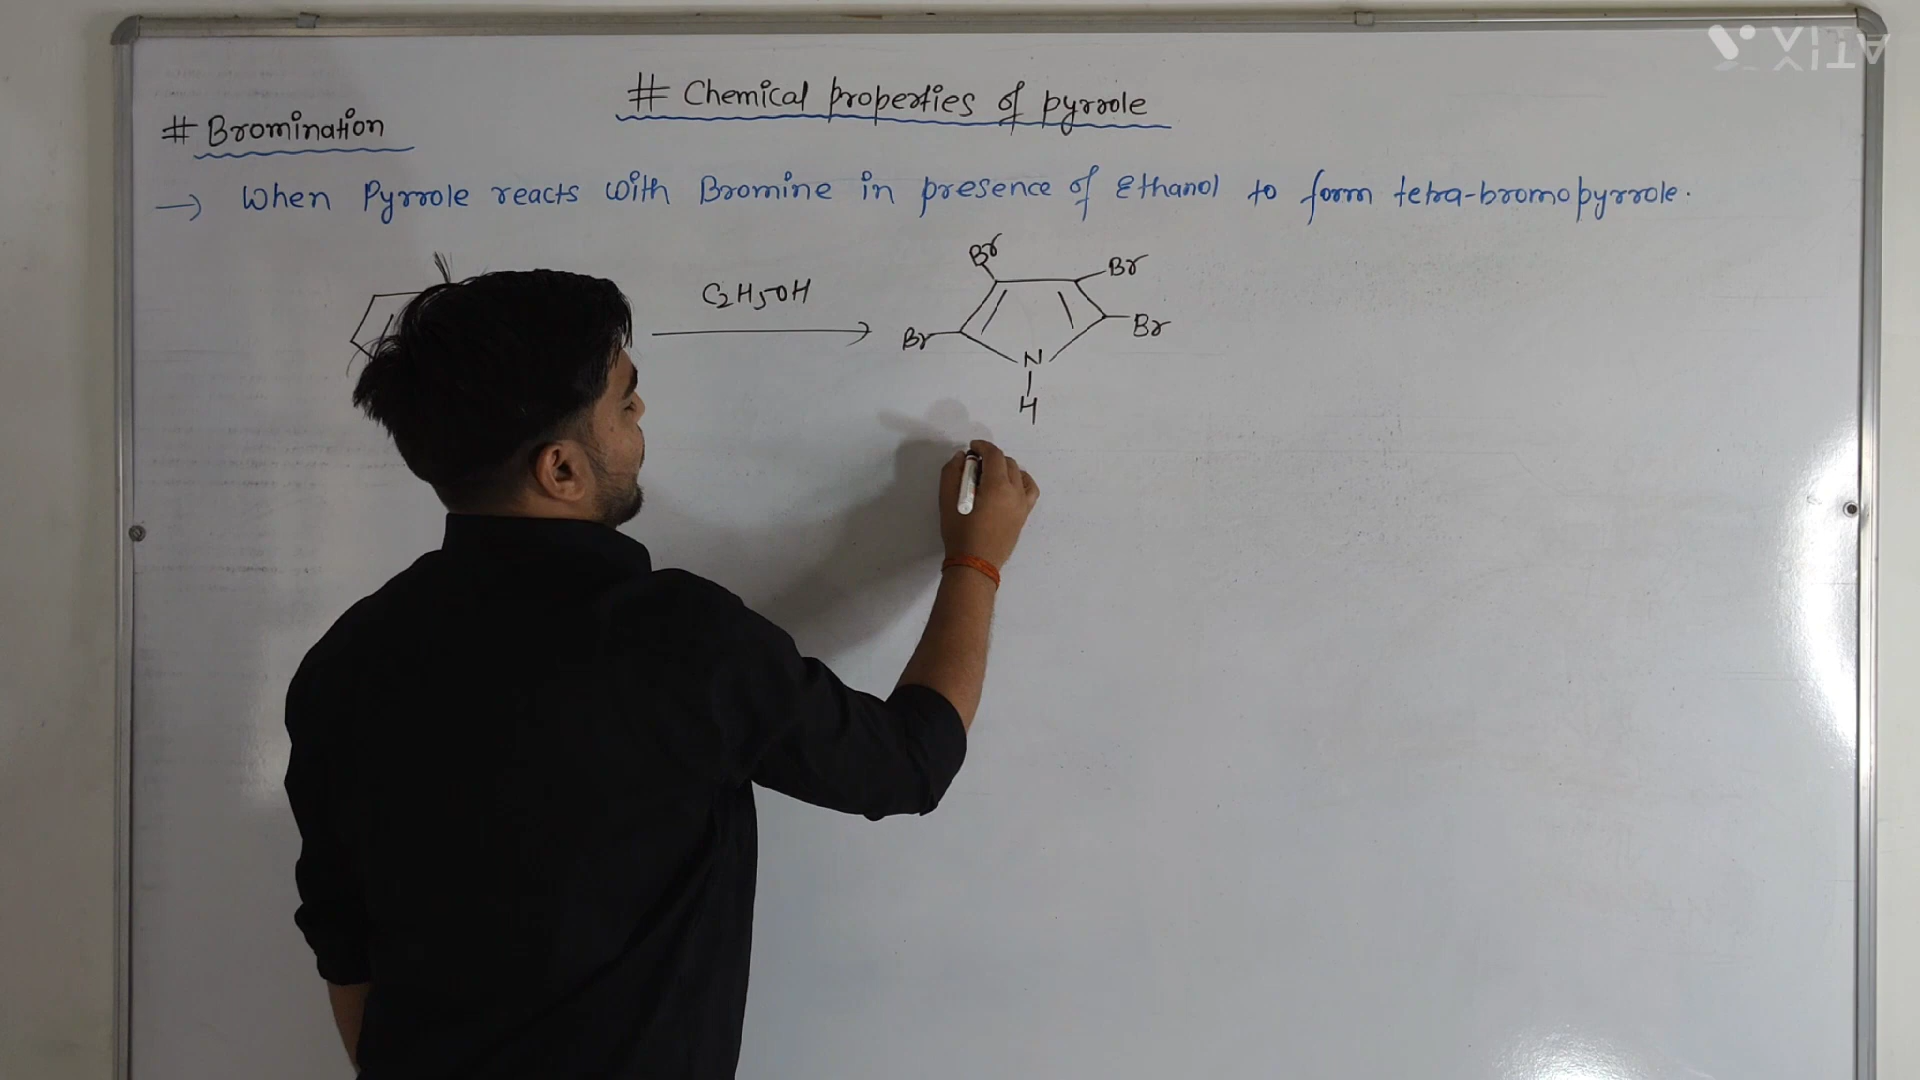 # Chemical properties of pyrrole
# Bromination
→ When Pyrrole reacts with Bromine in presence of Ethanol to form tetra-bromopyrrole.
C2H5OH
Br
Br
Br
Br
N
H